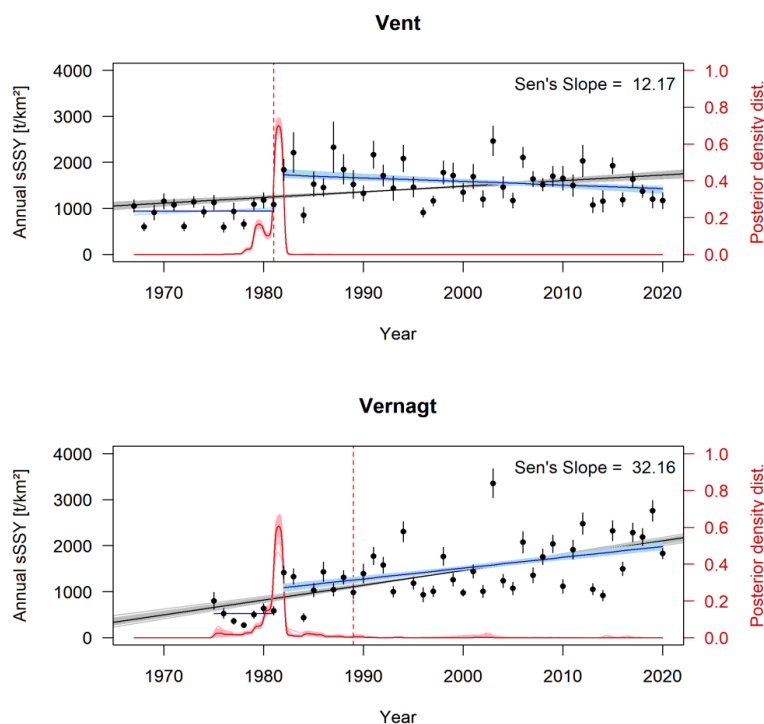 Vent
Sen's Slope = 12.17
Annual sSSY [t/km²]
4000
3000
2000
1000
0
1.0
0.8
0.6
0.4
0.2
0.0
Posterior density dist.
1970 1980 1990 2000 2010 2020
Year
Vernagt
Sen's Slope = 32.16
Annual sSSY [t/km²]
4000
3000
2000
1000
0
1.0
0.8
0.6
0.4
0.2
0.0
Posterior density dist.
1970 1980 1990 2000 2010 2020
Year